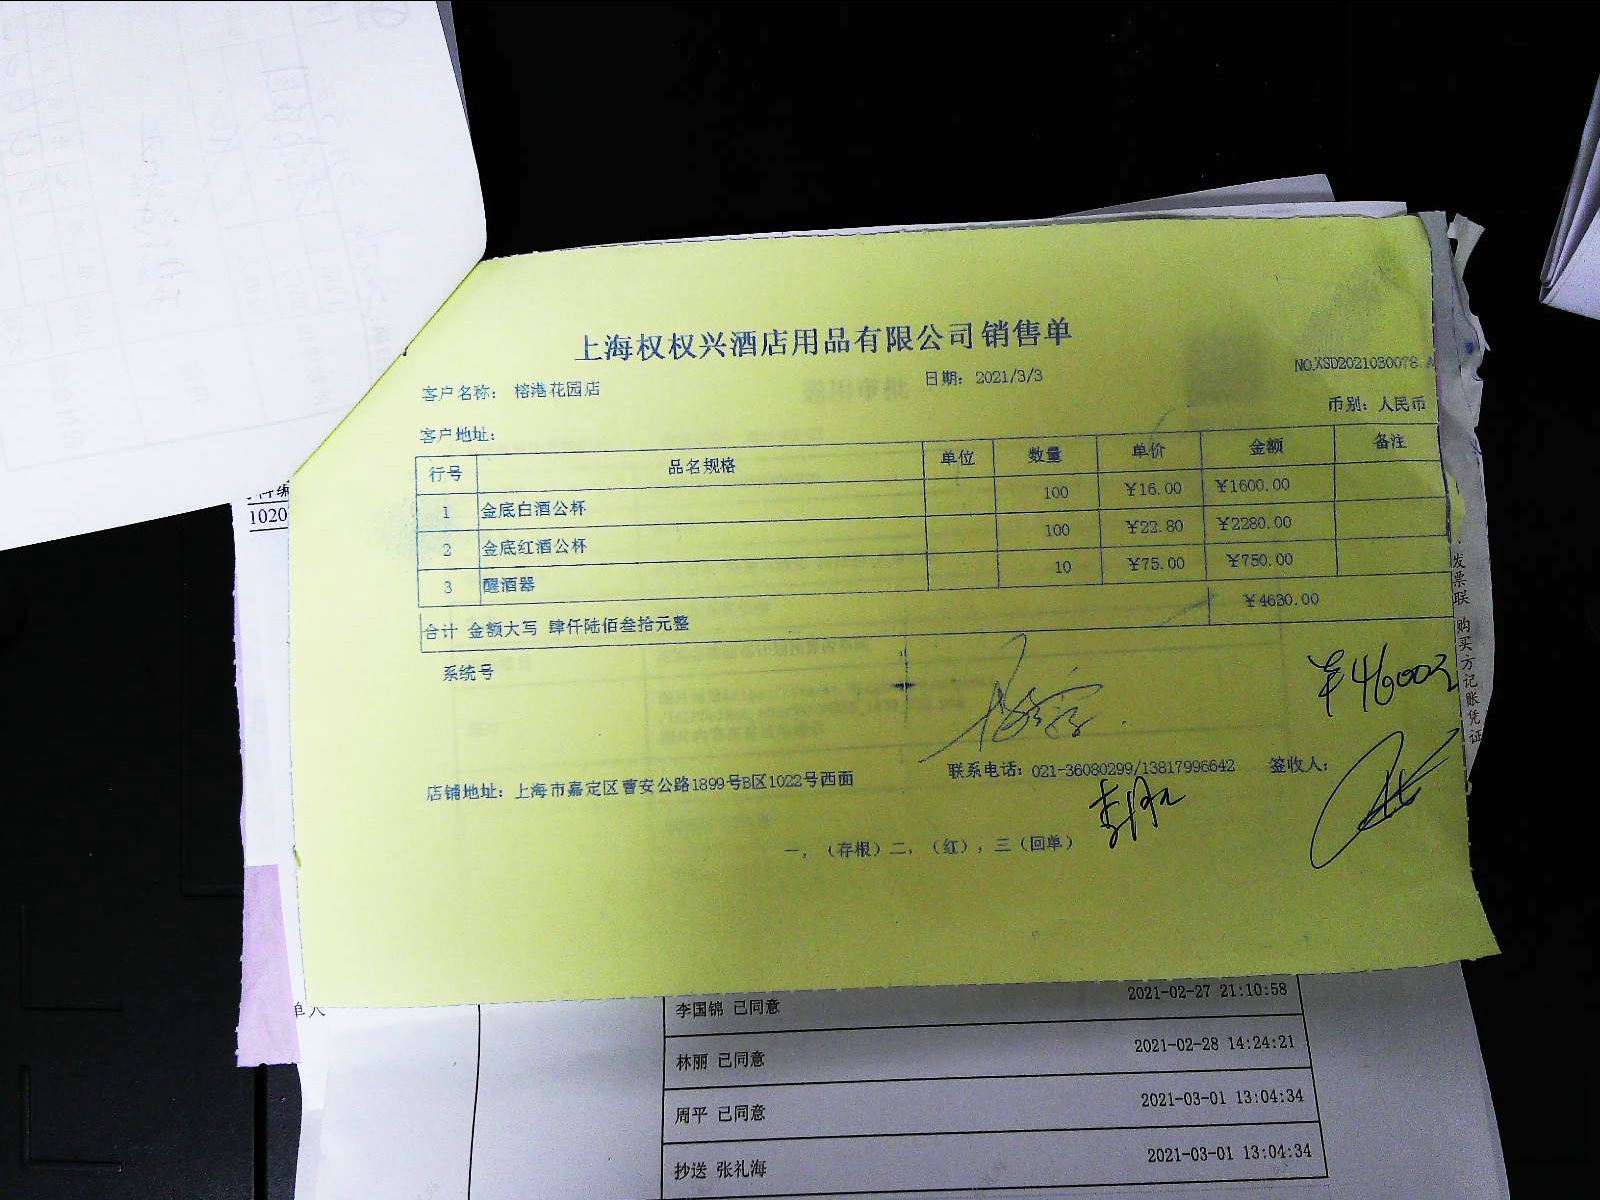 上海权权兴酒店用品有限公司销售单
客户名称： 榕港花园店 日期： 2021/3/3 NO.XSD2021030078
客户地址： 币别：人民币
行号 品名规格 单位 数量 单价 金额 备注
1 金底白酒公杯 100 ¥16.00 ¥1600.00
2 金底红酒公杯 100 ¥22.80 ¥2280.00
3 醒酒器 10 ¥75.00 ¥750.00
合计 金额大写 肆仟陆佰叁拾元整 ¥4630.00
系统号
¥4600元
店铺地址：上海市嘉定区曹安公路1899号B区1022号西面 联系电话：021-36080299/13817996642 签收人：
一，（存根）二，（红），三（回单）
发票联 购买方记账凭证
1020
单人
李国锦 已同意 2021-02-27 21:10:58
林丽 已同意 2021-02-28 14:24:21
周平 已同意 2021-03-01 13:04:34
抄送 张礼海 2021-03-01 13:04:34